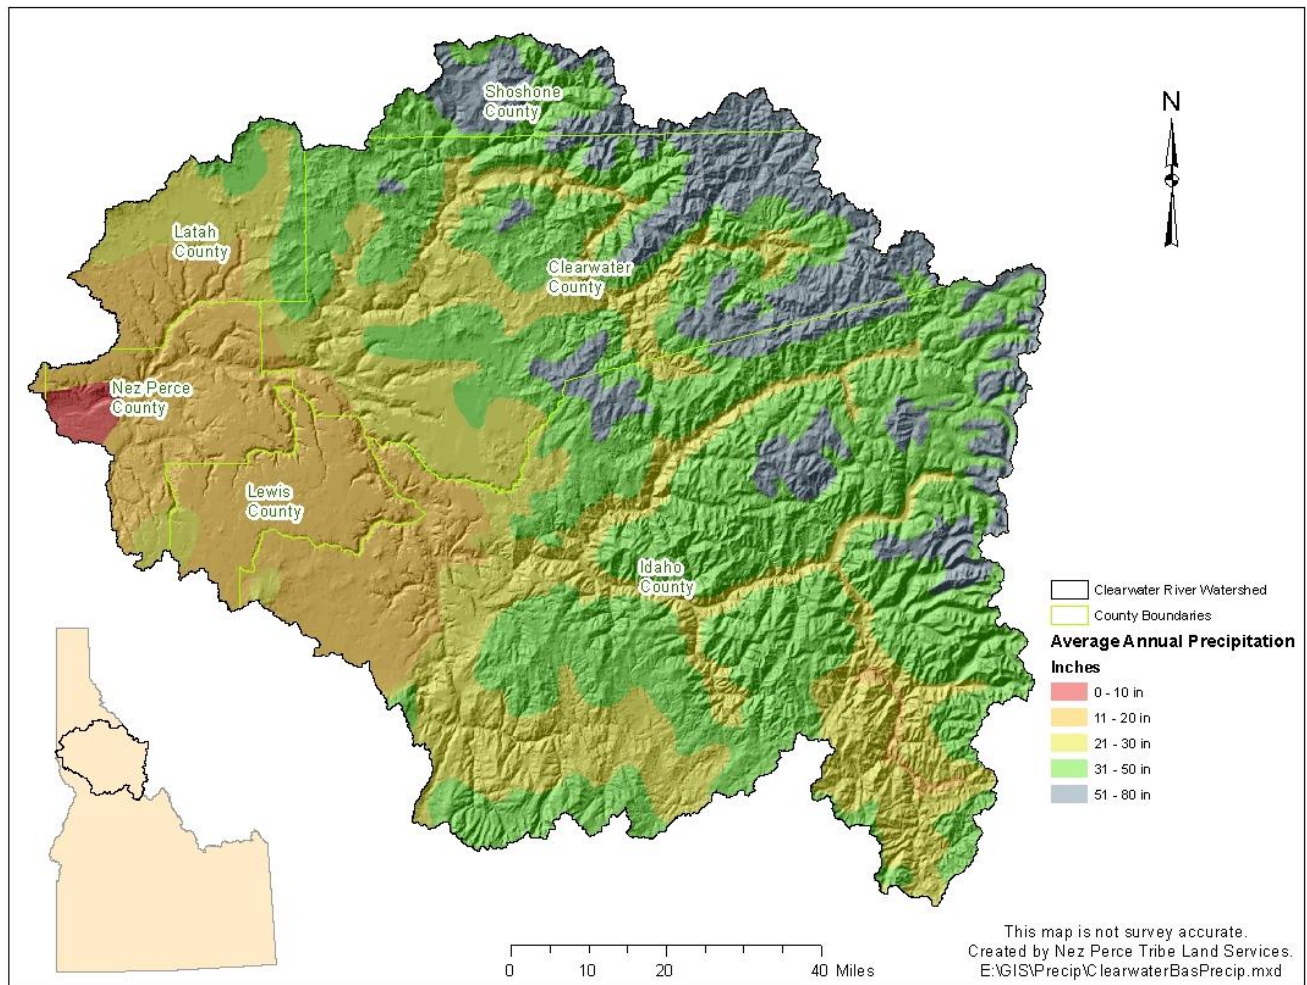 Shoshone
County
N
Latah
County
Clearwater
County
Nez Perce
County
Lewis
County
Idaho
County
Clearwater River Watershed
County Boundaries
Average Annual Precipitation
Inches
0 - 10 in
11 - 20 in
21 - 30 in
31 - 50 in
51 - 80 in
This map is not survey accurate.
Created by Nez Perce Tribe Land Services.
E:\GIS\Precip\ClearwaterBasPrecip.mxd
0 10 20 40 Miles